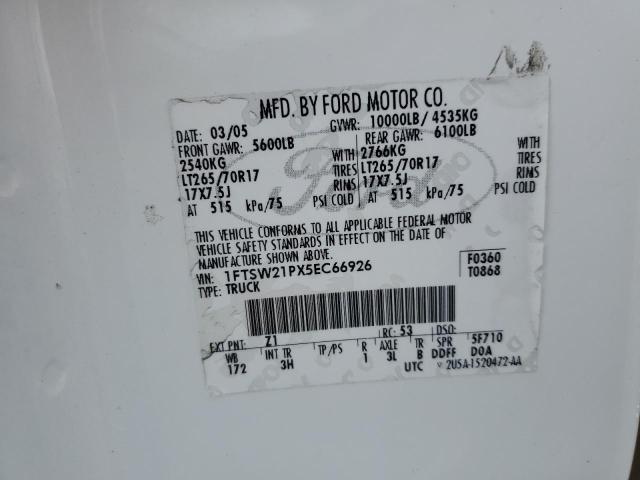 MFD. BY FORD MOTOR CO.
DATE: 03/05 GVWR: 10000LB/ 4535KG
FRONT GAWR: 5600LB REAR GAWR: 6100LB
2540KG WITH 2766KG WITH
LT265/70R17 TIRES LT265/70R17 TIRES
17X7.5J RIMS 17X7.5J RIMS
AT 515 kPa/75 PSI COLD AT 515 kPa/75 PSI COLD
THIS VEHICLE CONFORMS TO ALL APPLICABLE FEDERAL MOTOR
VEHICLE SAFETY STANDARDS IN EFFECT ON THE DATE OF
MANUFACTURE SHOWN ABOVE.
VIN: 1FTSW21PX5EC66926 F0360
TYPE: TRUCK T0868
EXT PNT: Z1 RC: 53 DSO:
WB INT TR TP/PS R AXLE TR SPR 5F710
172 3H 1 3L B DDFF DOA
UTC V 2U5A-1520472-AA